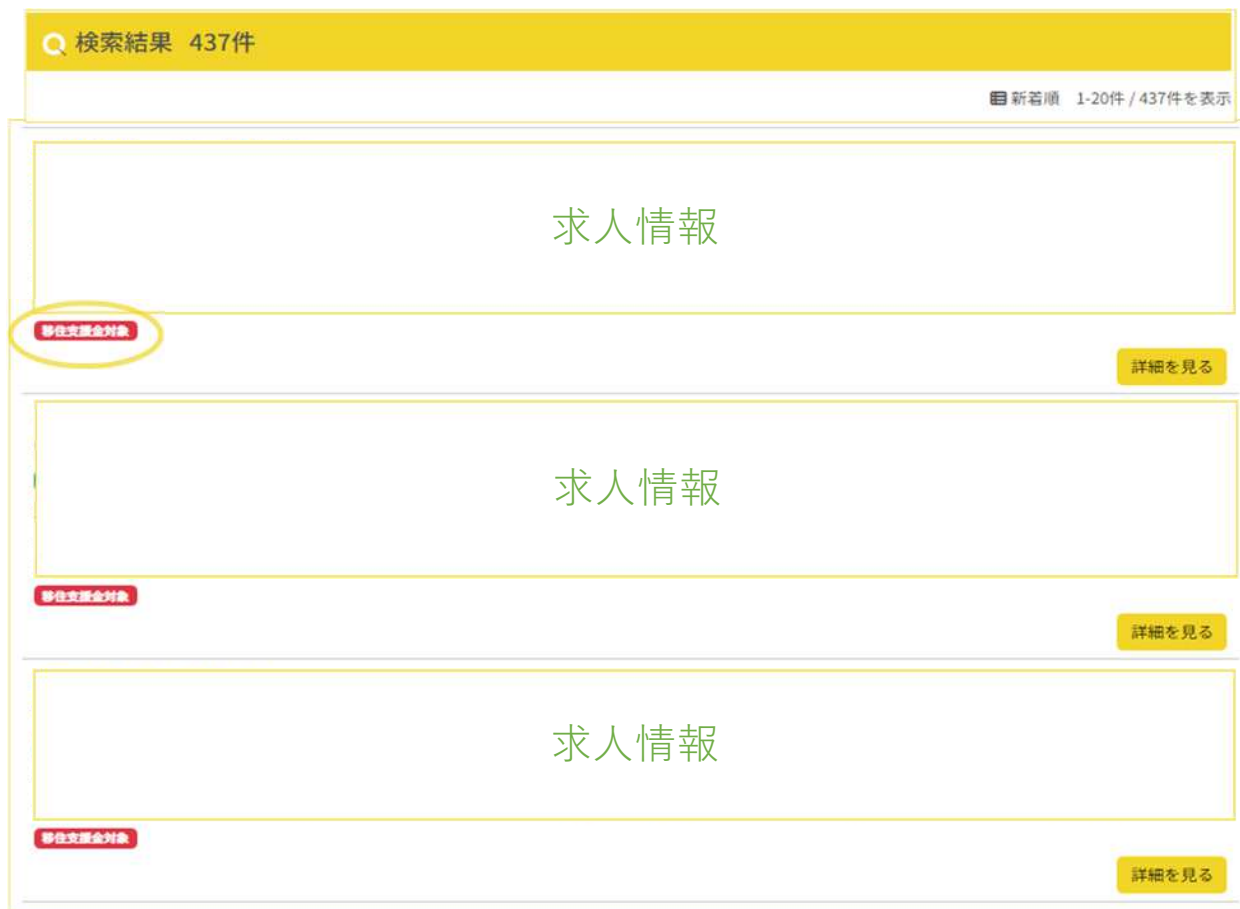 検索結果 437件
新着順 1-20件 / 437件を表示
求人情報
移住支援金対象
詳細を見る
求人情報
移住支援金対象
詳細を見る
求人情報
移住支援金対象
詳細を見る